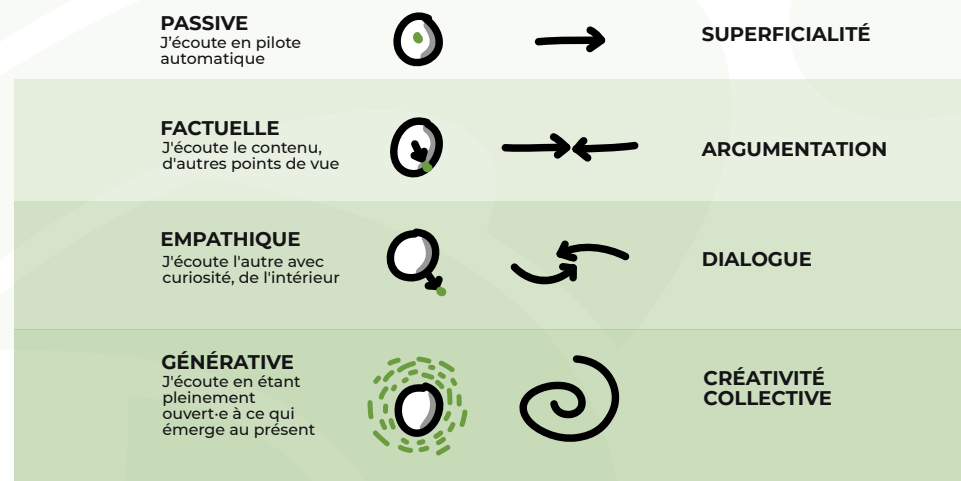 PASSIVE
J'écoute en pilote
automatique
SUPERFICIALITÉ
FACTUELLE
J'écoute le contenu,
d'autres points de vue
ARGUMENTATION
EMPATHIQUE
J'écoute l'autre avec
curiosité, de l'intérieur
DIALOGUE
GÉNÉRATIVE
J'écoute en étant
pleinement
ouvert·e à ce qui
émerge au présent
CRÉATIVITÉ
COLLECTIVE